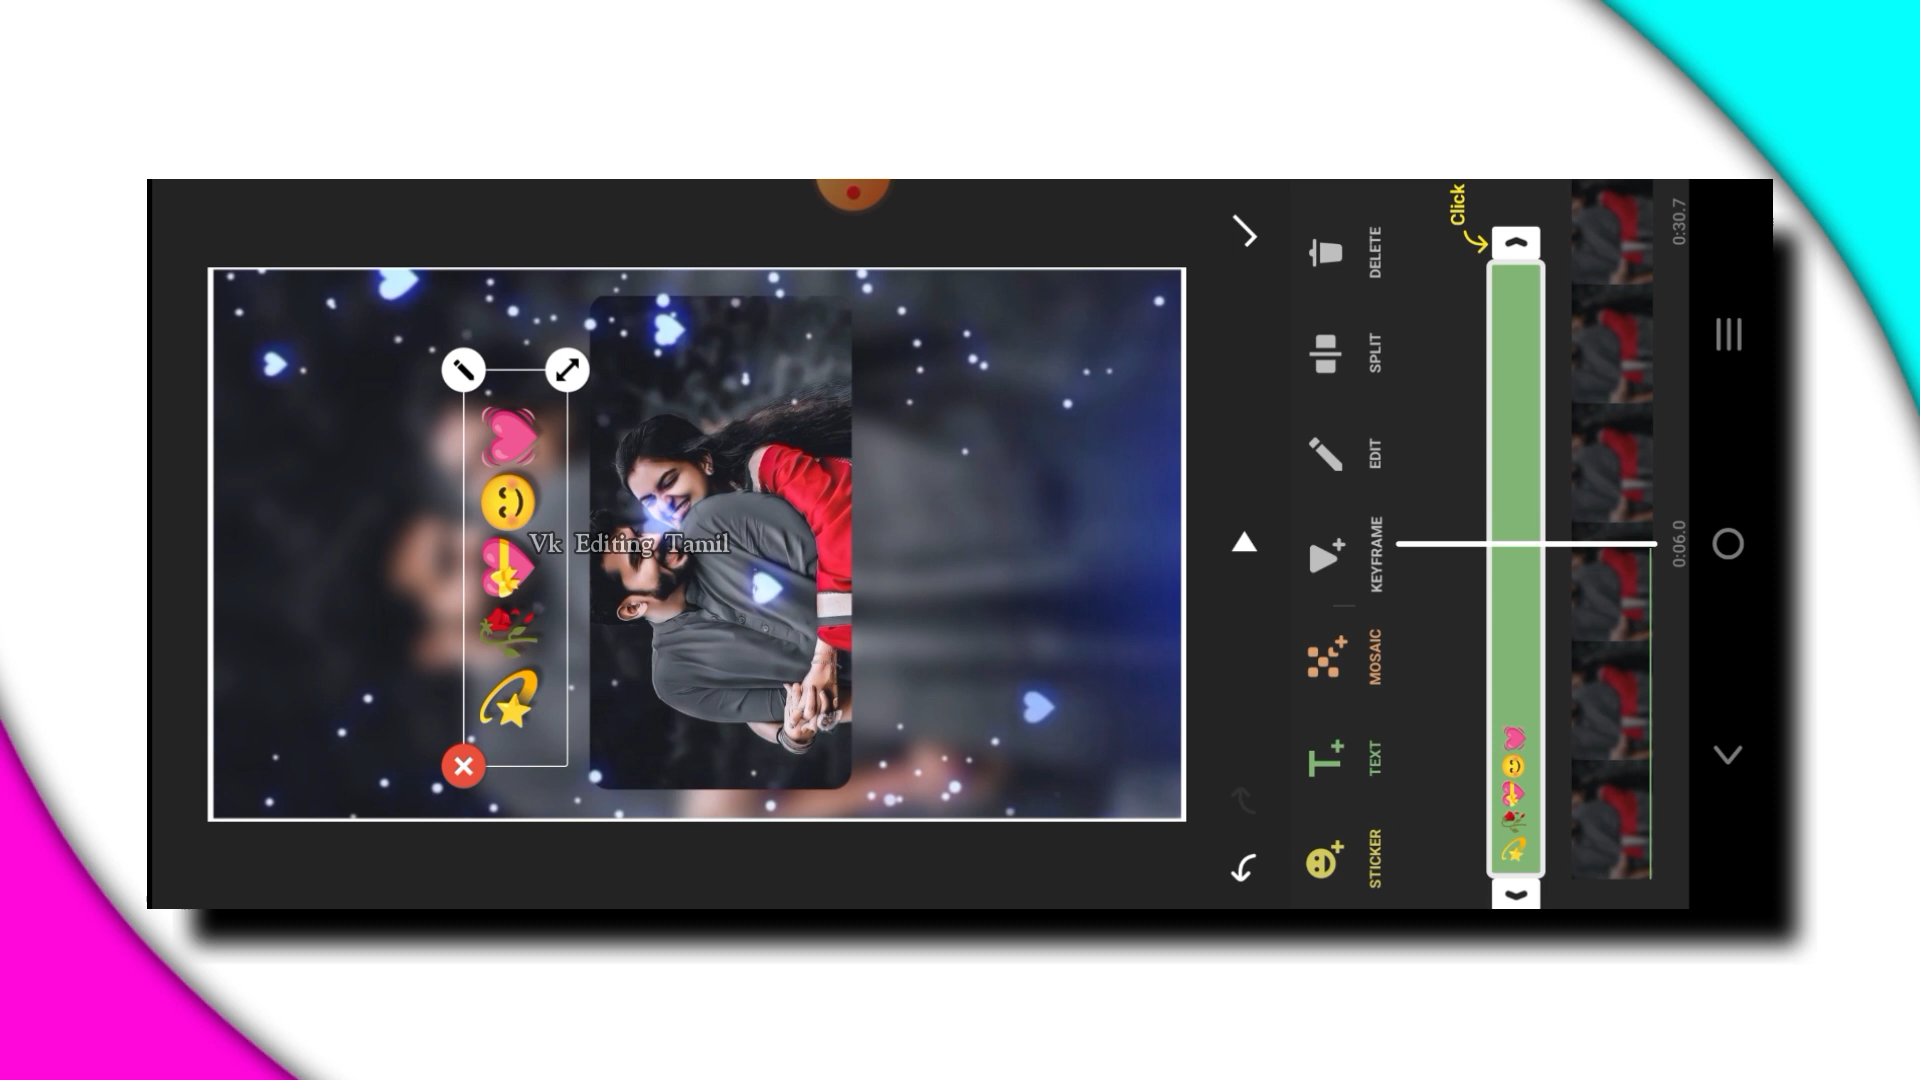 💫🥀💝😊💓
Vk Editing Tamil
STICKER
TEXT
MOSAIC
KEYFRAME
EDIT
SPLIT
DELETE
Click
💫🥀💝😊💓
0:06.0
0:30.7